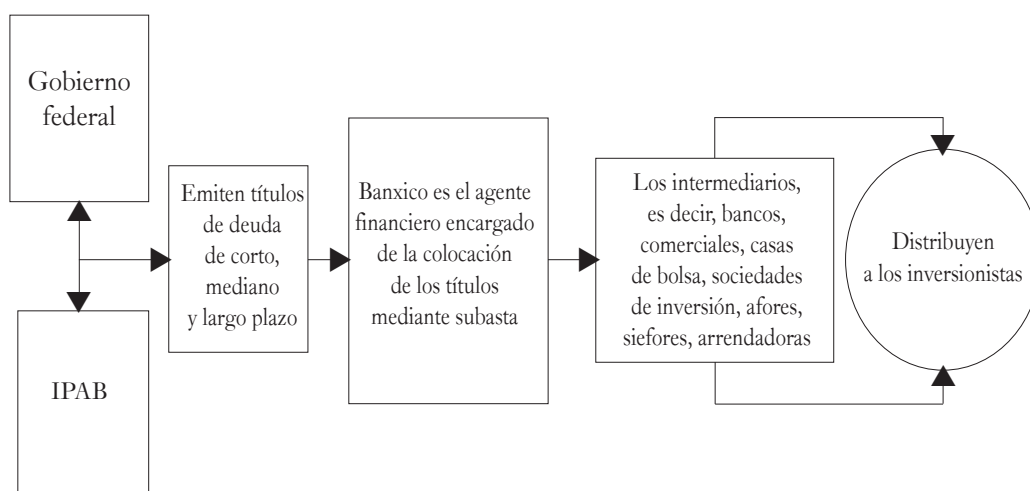 Gobierno
federal
IPAB
Emiten títulos
de deuda
de corto,
mediano
y largo plazo
Banxico es el agente
financiero encargado
de la colocación
de los títulos
mediante subasta
Los intermediarios,
es decir, bancos,
comerciales, casas
de bolsa, sociedades
de inversión, afores,
siefores, arrendadoras
Distribuyen
a los inversionistas